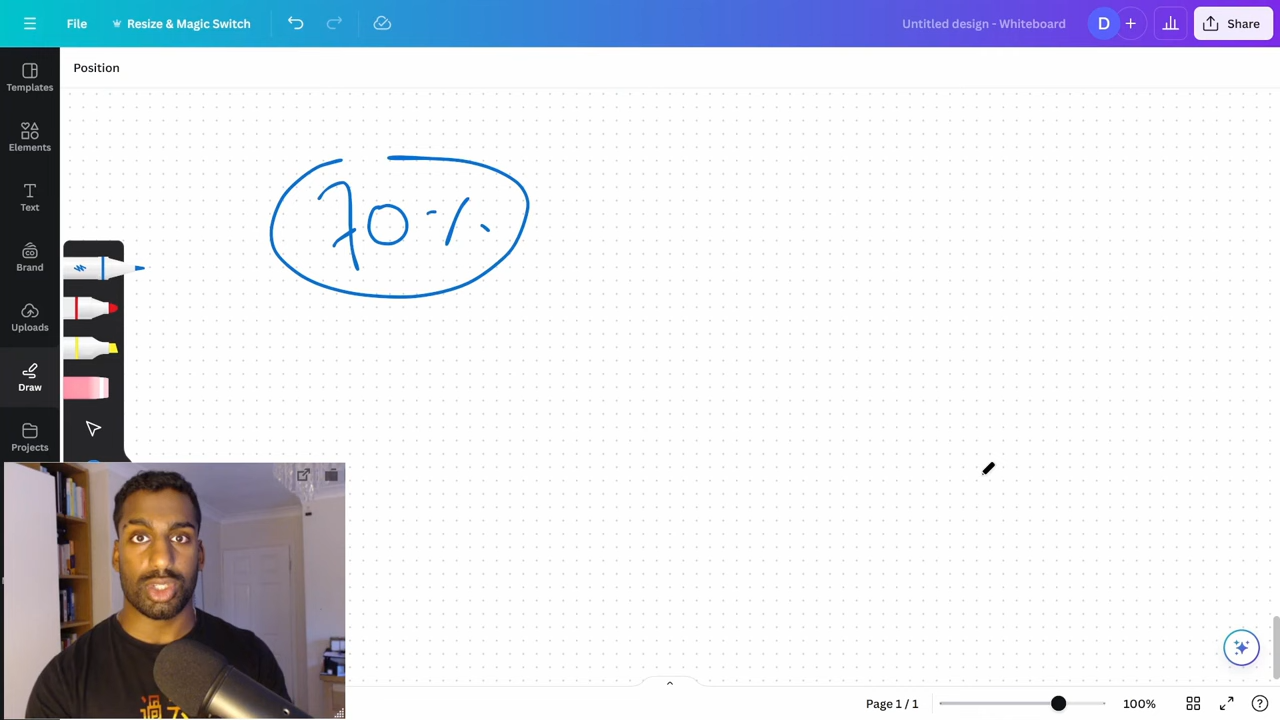 File
Resize & Magic Switch
Untitled design - Whiteboard
D
+
Share
Templates
Elements
Text
Brand
Uploads
Draw
Projects
Position
70%
過
Page 1 / 1
100%
?